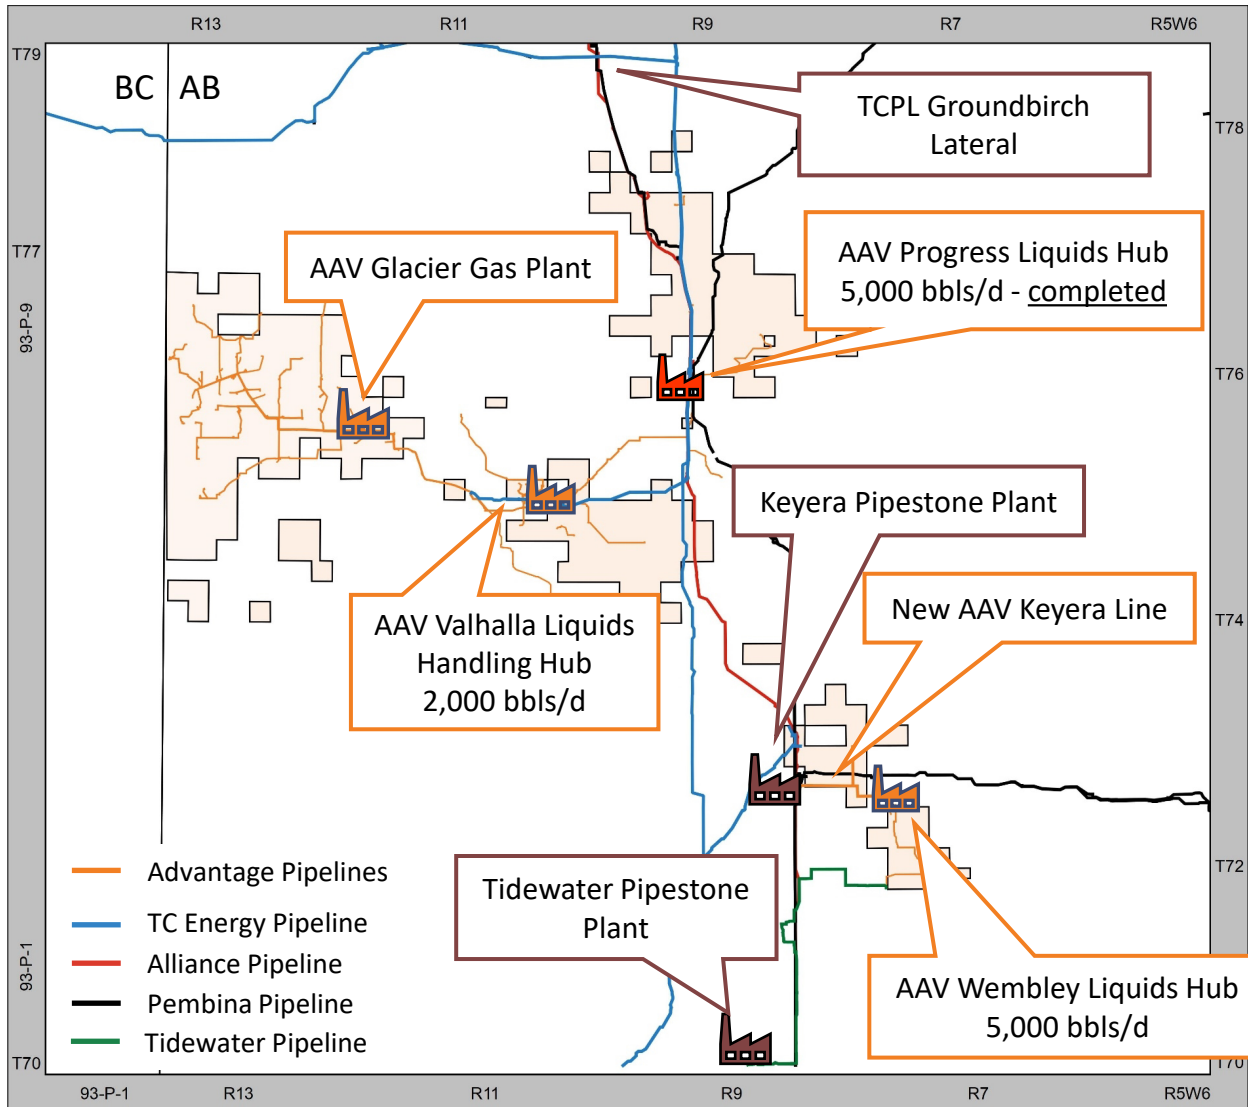 R13
R11
R9
R7
R5W6
T79
BC
AB
TCPL Groundbirch
Lateral
T78
T77
AAV Glacier Gas Plant
AAV Progress Liquids Hub
5,000 bbls/d - completed
93-P-9
T76
Keyera Pipestone Plant
New AAV Keyera Line
T74
AAV Valhalla Liquids
Handling Hub
2,000 bbls/d
Advantage Pipelines
TC Energy Pipeline
Alliance Pipeline
Pembina Pipeline
Tidewater Pipeline
Tidewater Pipestone
Plant
T72
93-P-1
AAV Wembley Liquids Hub
5,000 bbls/d
T70
T70
93-P-1
R13
R11
R9
R7
R5W6